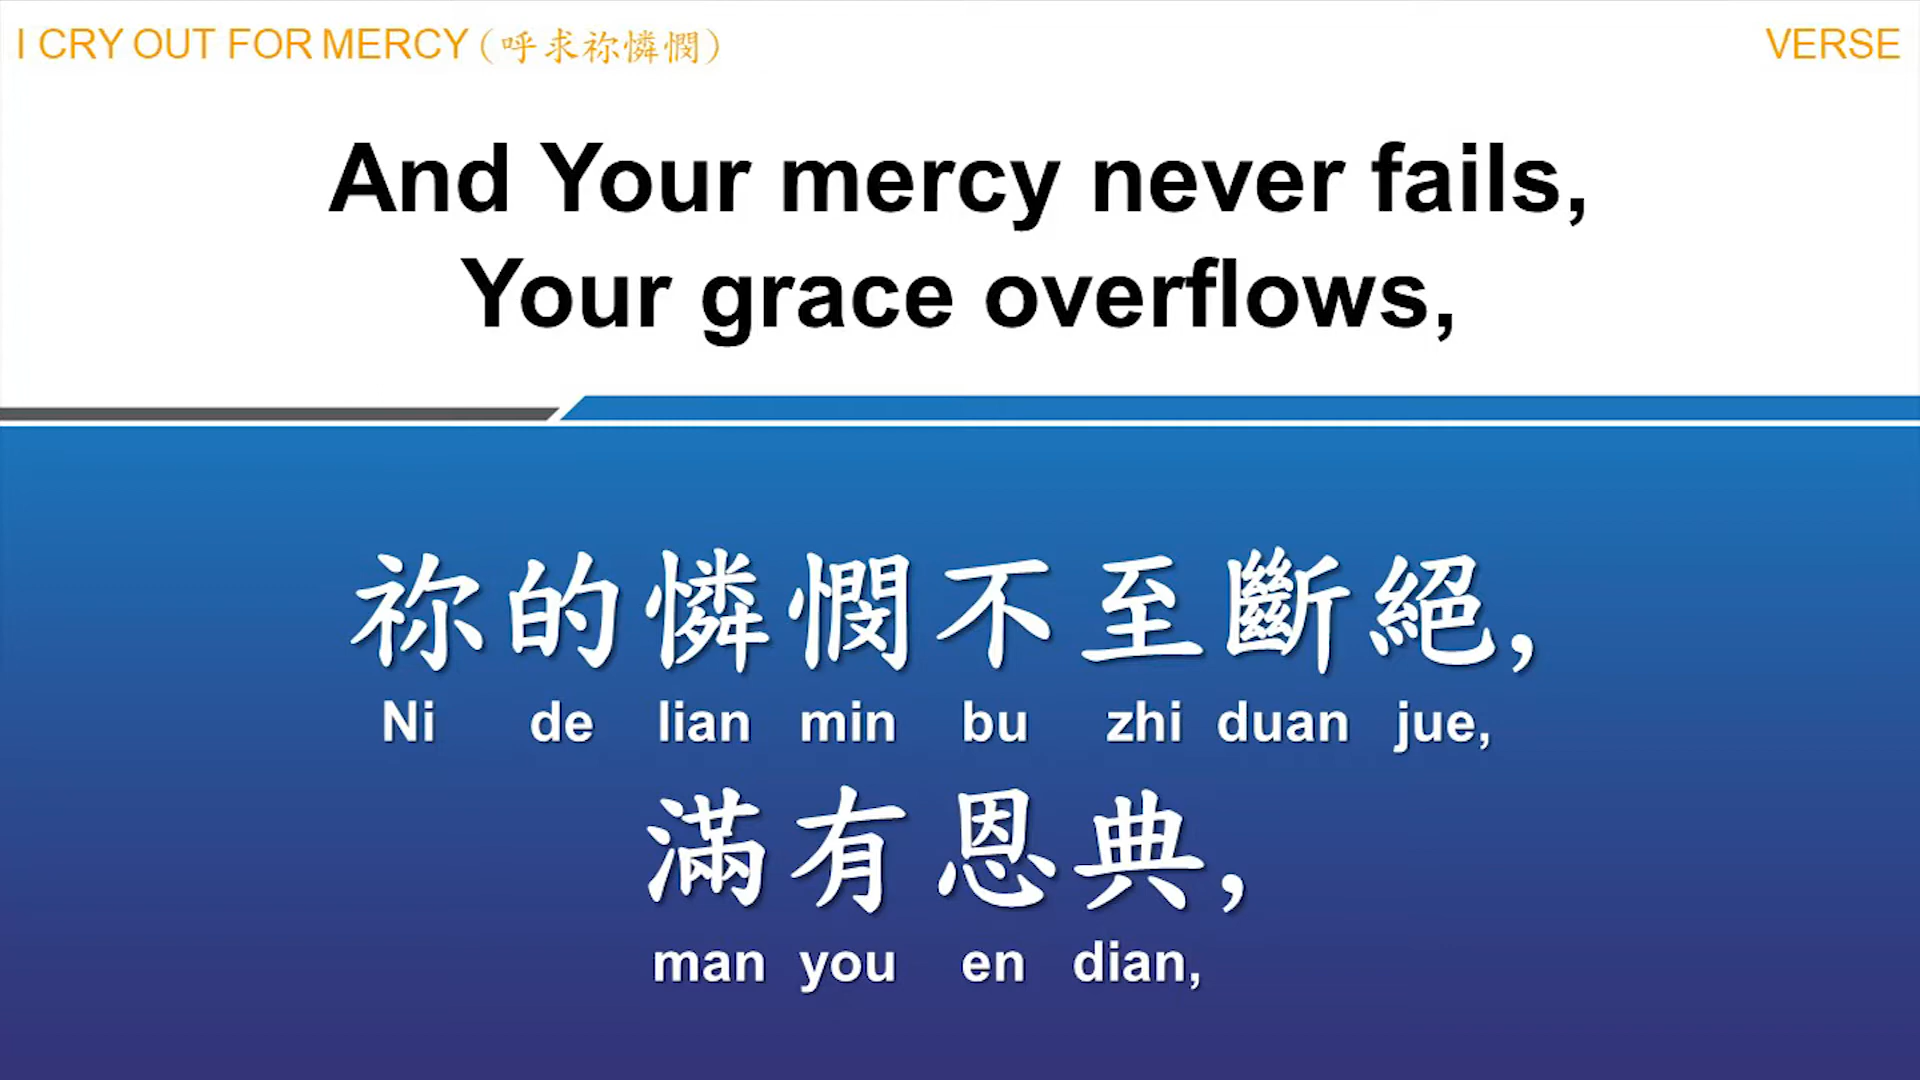 I CRY OUT FOR MERCY (呼求祢憐憫)
VERSE
And Your mercy never fails,
Your grace overflows,
祢的憐憫不至斷絕,
Ni de lian min bu zhi duan jue,
滿有恩典,
man you en dian,